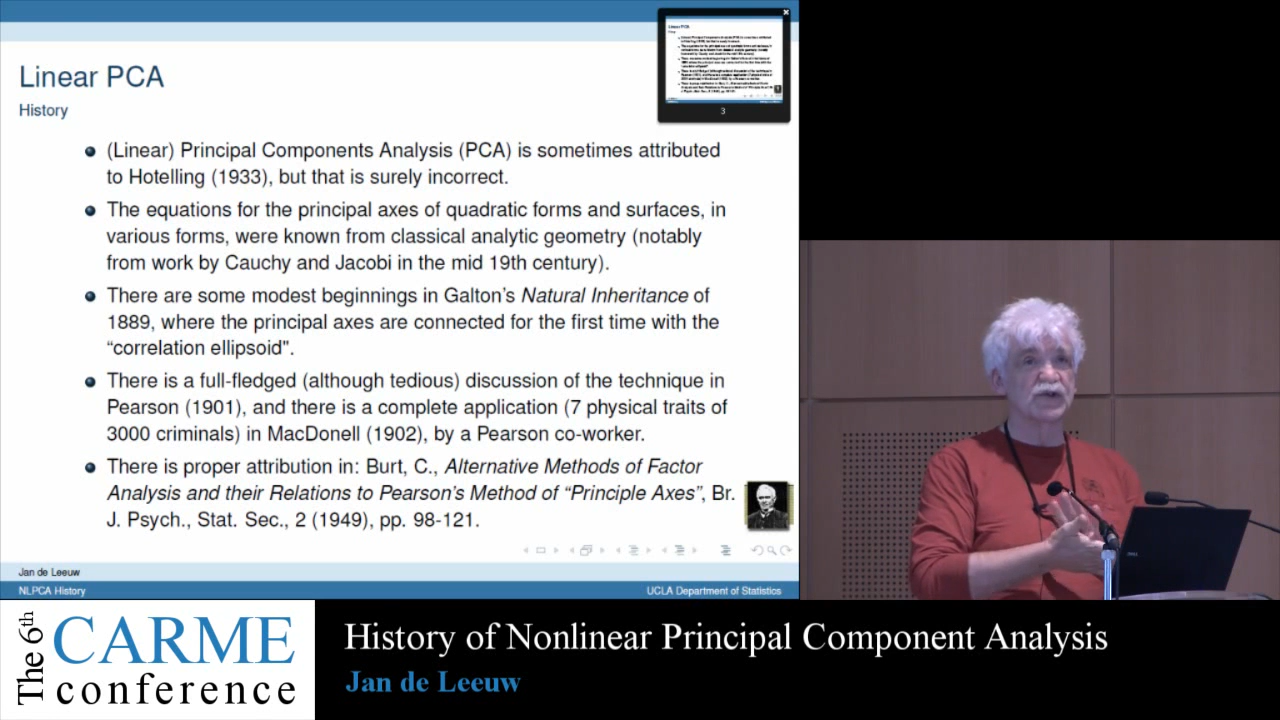 Linear PCA
History
(Linear) Principal Components Analysis (PCA) is sometimes attributed
to Hotelling (1933), but that is surely incorrect.
The equations for the principal axes of quadratic forms and surfaces, in
various forms, were known from classical analytic geometry (notably
from work by Cauchy and Jacobi in the mid 19th century).
There are some modest beginnings in Galton's Natural Inheritance of
1889, where the principal axes are connected for the first time with the
“correlation ellipsoid".
There is a full-fledged (although tedious) discussion of the technique in
Pearson (1901), and there is a complete application (7 physical traits of
3000 criminals) in MacDonell (1902), by a Pearson co-worker.
There is proper attribution in: Burt, C., Alternative Methods of Factor
Analysis and their Relations to Pearson's Method of “Principle Axes”, Br.
J. Psych., Stat. Sec., 2 (1949), pp. 98-121.
3
Jan de Leeuw
NLPCA History
UCLA Department of Statistics
The 6th
CARME
conference
History of Nonlinear Principal Component Analysis
Jan de Leeuw